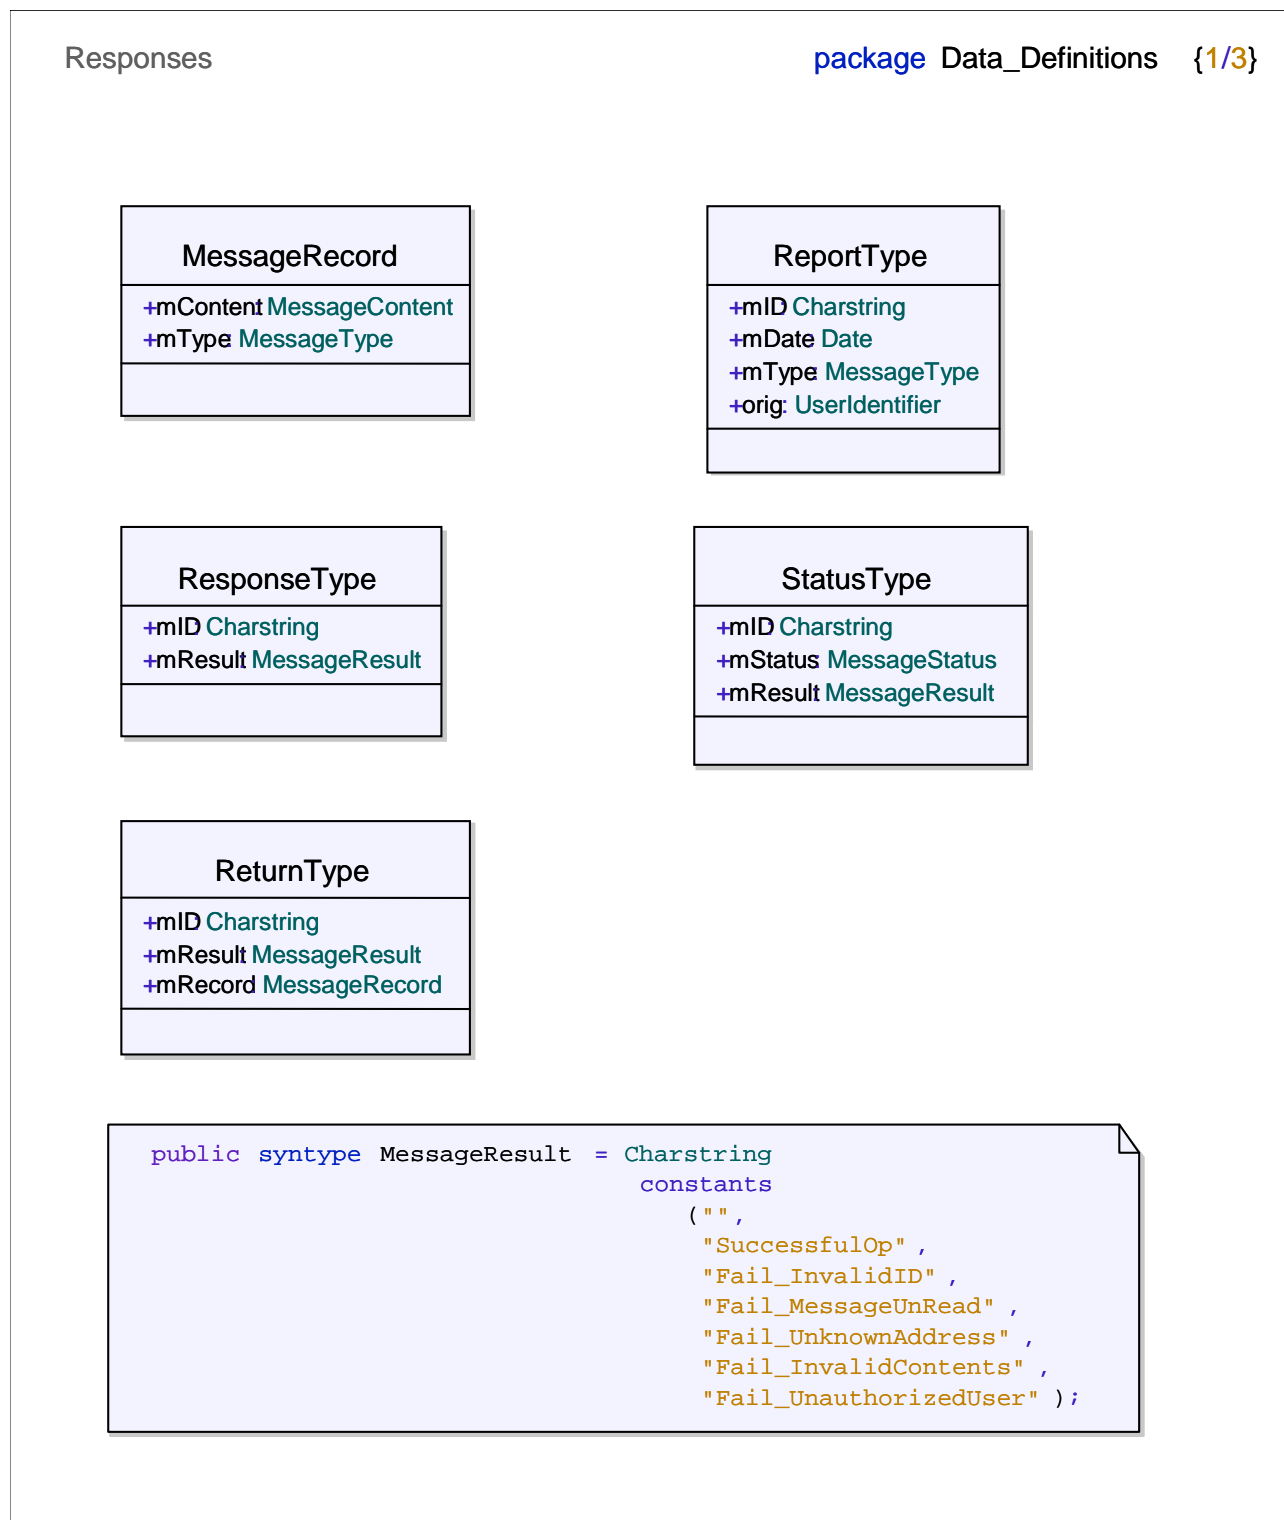 Responses
package Data_Definitions {1/3}
MessageRecord
+mContent: MessageContent
+mType: MessageType
ReportType
+mID: Charstring
+mDate: Date
+mType: MessageType
+orig: UserIdentifier
ResponseType
+mID: Charstring
+mResult: MessageResult
StatusType
+mID: Charstring
+mStatus: MessageStatus
+mResult: MessageResult
ReturnType
+mID: Charstring
+mResult: MessageResult
+mRecord: MessageRecord
public syntype MessageResult = Charstring
constants
("",
"SuccessfulOp",
"Fail_InvalidID",
"Fail_MessageUnRead",
"Fail_UnknownAddress",
"Fail_InvalidContents",
"Fail_UnauthorizedUser");